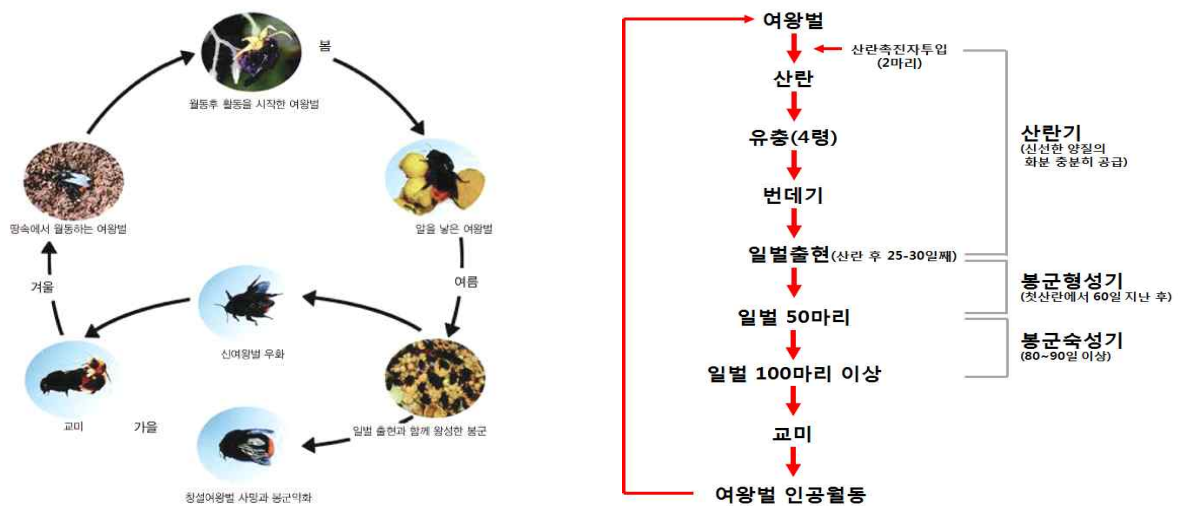 봄
월동후 활동을 시작한 여왕벌
땅속에서 월동하는 여왕벌
알을 낳은 여왕벌
겨울
여름
신여왕벌 우화
교미
가을
일벌 출현과 함께 왕성한 봉군
창설여왕벌 사망과 봉군약화
여왕벌
산란촉진자투입
(2마리)
산란
유충(4령)
번데기
일벌출현(산란 후 25-30일째)
일벌 50마리
일벌 100마리 이상
교미
여왕벌 인공월동
산란기
(신선한 양질의
화분 충분히 공급)
봉군형성기
(첫산란에서 60일 지난 후)
봉군숙성기
(80~90일 이상)